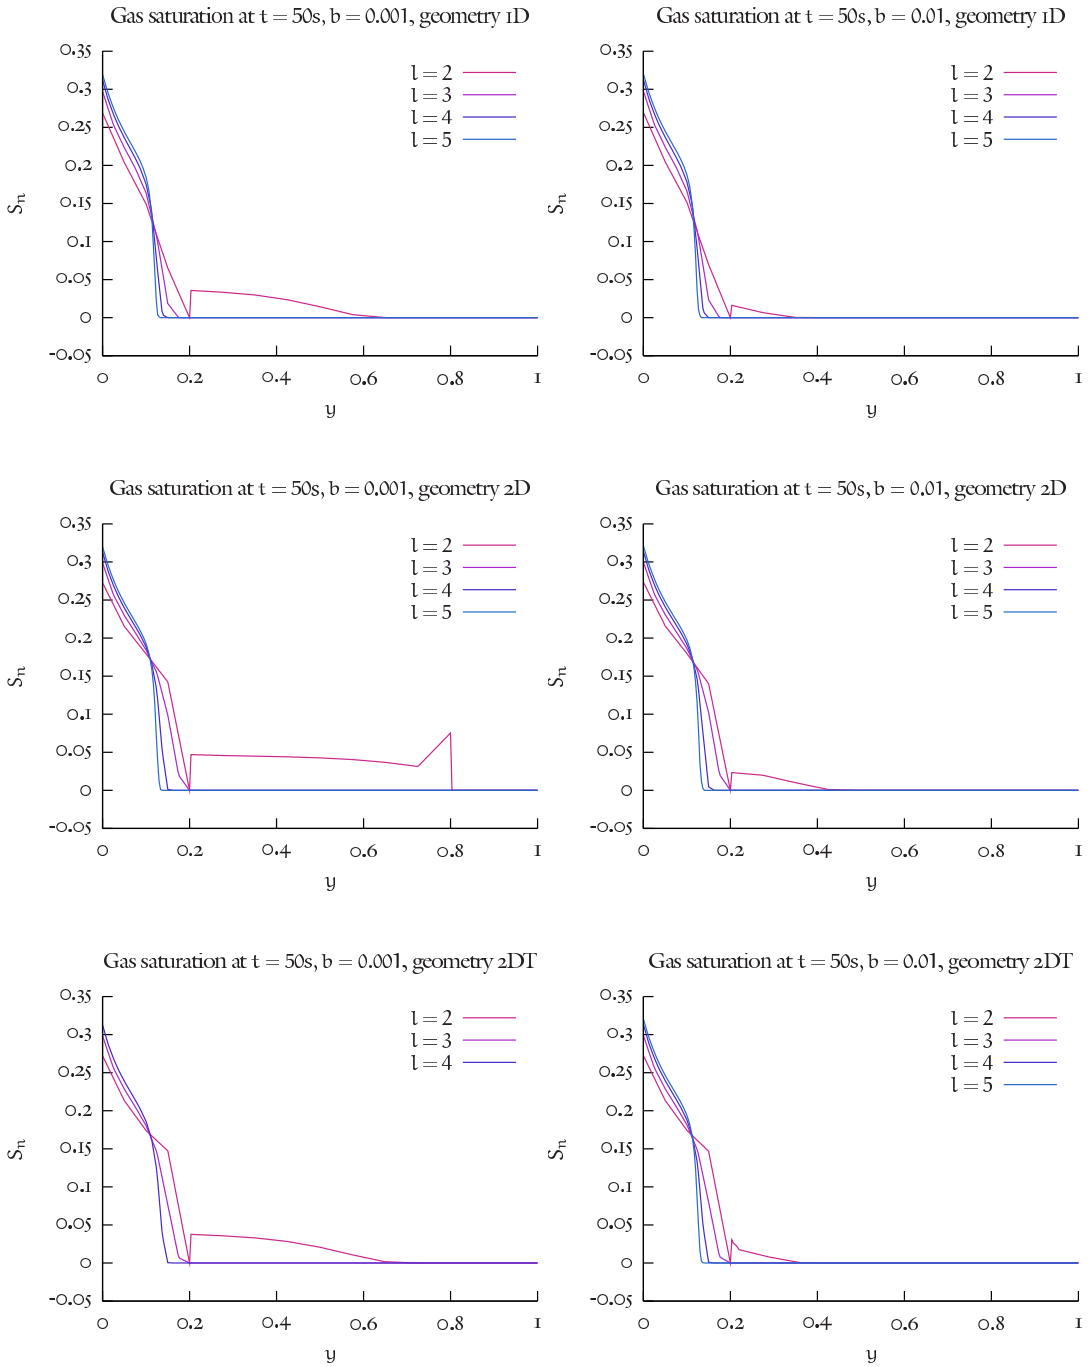 Gas saturation at t = 50s, b = 0.001, geometry 1D
0.35
0.3
0.25
0.2
0.15
0.1
0.05
0
-0.05
Sn
l = 2
l = 3
l = 4
l = 5
0 0.2 0.4 0.6 0.8 1
y
Gas saturation at t = 50s, b = 0.01, geometry 1D
0.35
0.3
0.25
0.2
0.15
0.1
0.05
0
-0.05
Sn
l = 2
l = 3
l = 4
l = 5
0 0.2 0.4 0.6 0.8 1
y
Gas saturation at t = 50s, b = 0.001, geometry 2D
0.35
0.3
0.25
0.2
0.15
0.1
0.05
0
-0.05
Sn
l = 2
l = 3
l = 4
l = 5
0 0.2 0.4 0.6 0.8 1
y
Gas saturation at t = 50s, b = 0.01, geometry 2D
0.35
0.3
0.25
0.2
0.15
0.1
0.05
0
-0.05
Sn
l = 2
l = 3
l = 4
l = 5
0 0.2 0.4 0.6 0.8 1
y
Gas saturation at t = 50s, b = 0.001, geometry 2DT
0.35
0.3
0.25
0.2
0.15
0.1
0.05
0
-0.05
Sn
l = 2
l = 3
l = 4
0 0.2 0.4 0.6 0.8 1
y
Gas saturation at t = 50s, b = 0.01, geometry 2DT
0.35
0.3
0.25
0.2
0.15
0.1
0.05
0
-0.05
Sn
l = 2
l = 3
l = 4
l = 5
0 0.2 0.4 0.6 0.8 1
y